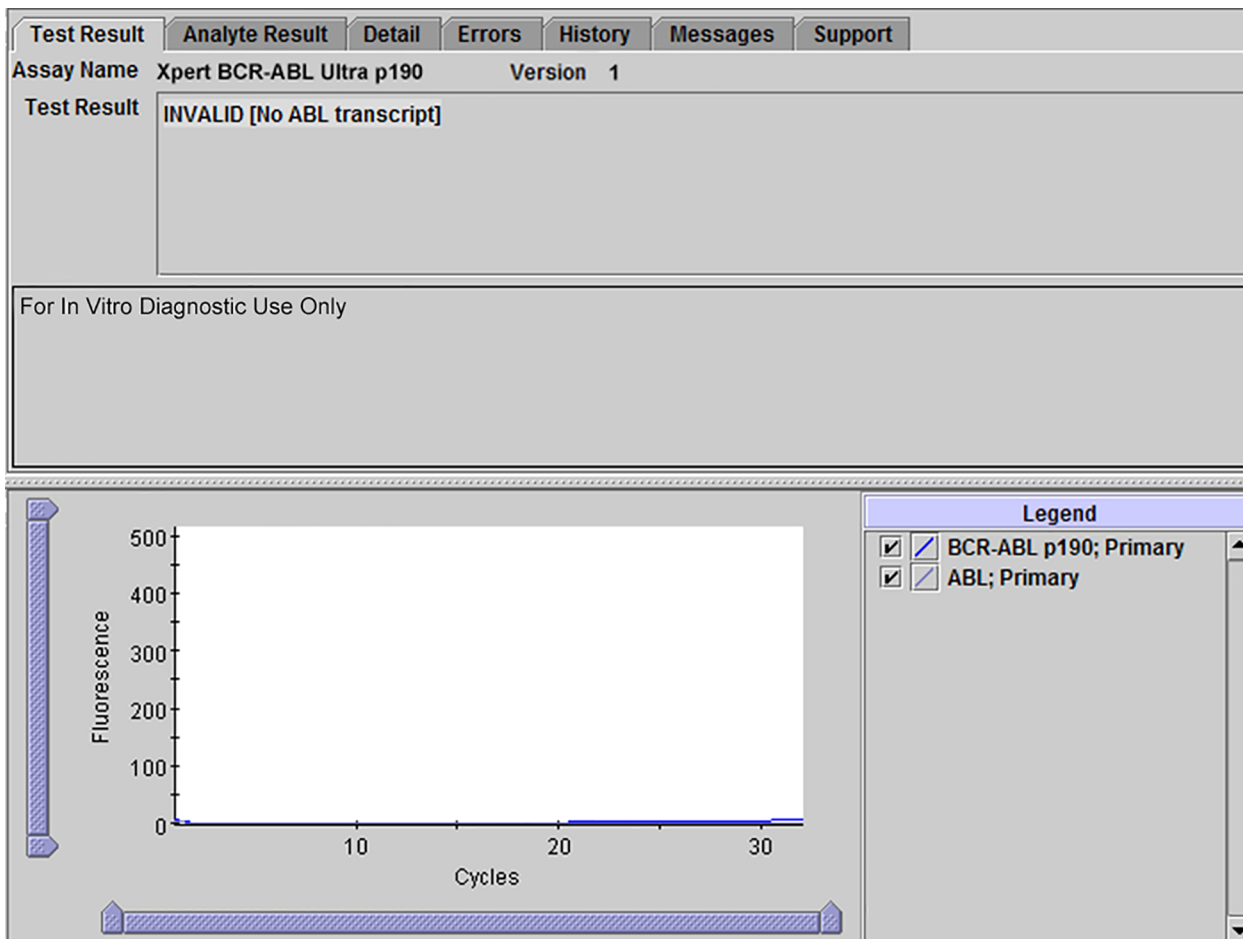 Test Result Analyte Result Detail Errors History Messages Support
Assay Name Xpert BCR-ABL Ultra p190 Version 1
Test Result INVALID [No ABL transcript]
For In Vitro Diagnostic Use Only
Legend
BCR-ABL p190; Primary
ABL; Primary
500
400
300
200
100
0
Fluorescence
10 20 30
Cycles